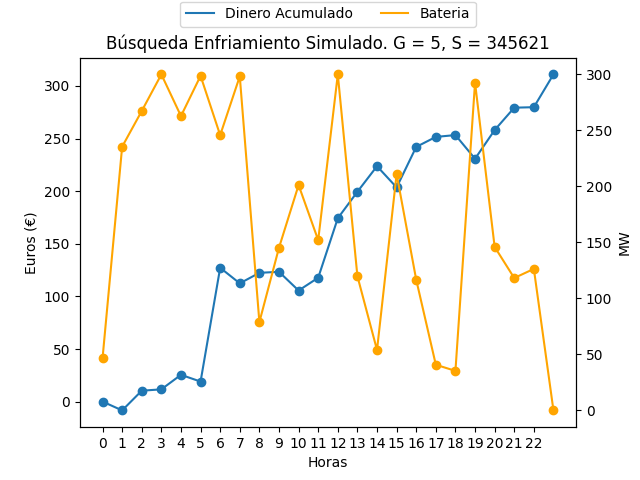 Dinero Acumulado Bateria
Búsqueda Enfriamiento Simulado. G = 5, S = 345621
300
250
200
150
100
50
0
Euros (€)
300
250
200
150
100
50
0
MW
0 1 2 3 4 5 6 7 8 9 10 11 12 13 14 15 16 17 18 19 20 21 22
Horas